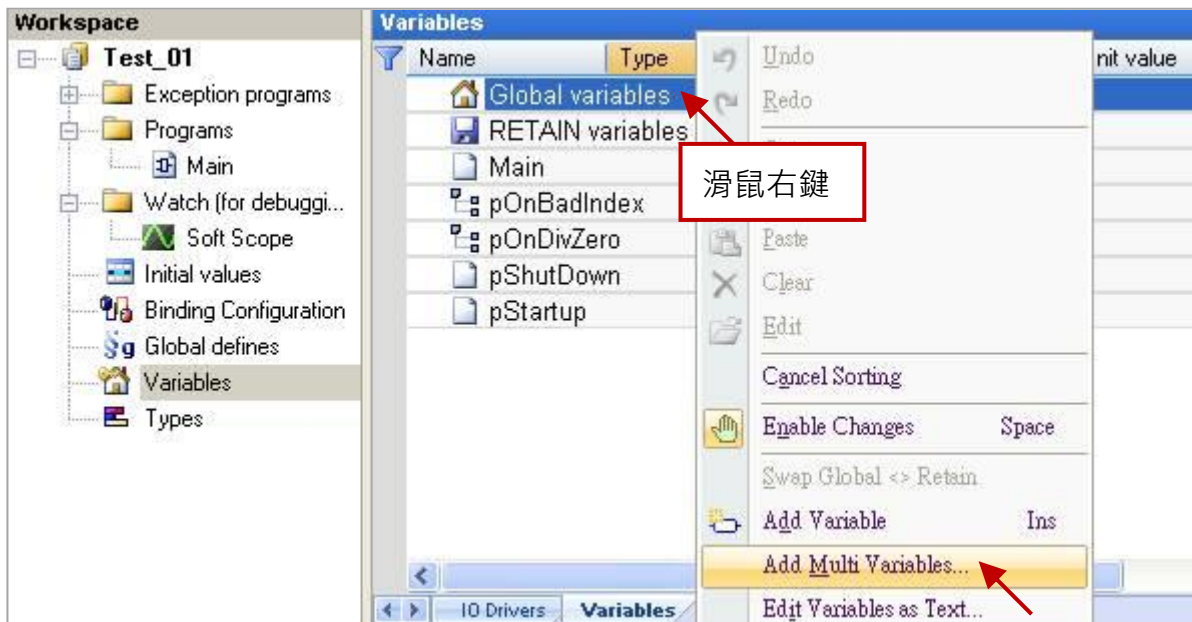 Workspace
Test_01
Exception programs
Programs
Main
Watch (for debuggi...
Soft Scope
Initial values
Binding Configuration
Global defines
Variables
Types
Variables
Name Type nit value
Global variables
RETAIN variables
Main
pOnBadIndex
pOnDivZero
pShutDown
pStartup
IO Drivers Variables
滑鼠右鍵
Undo
Redo
Paste
Clear
Edit
Cancel Sorting
Enable Changes Space
Swap Global <> Retain
Add Variable Ins
Add Multi Variables...
Edit Variables as Text...